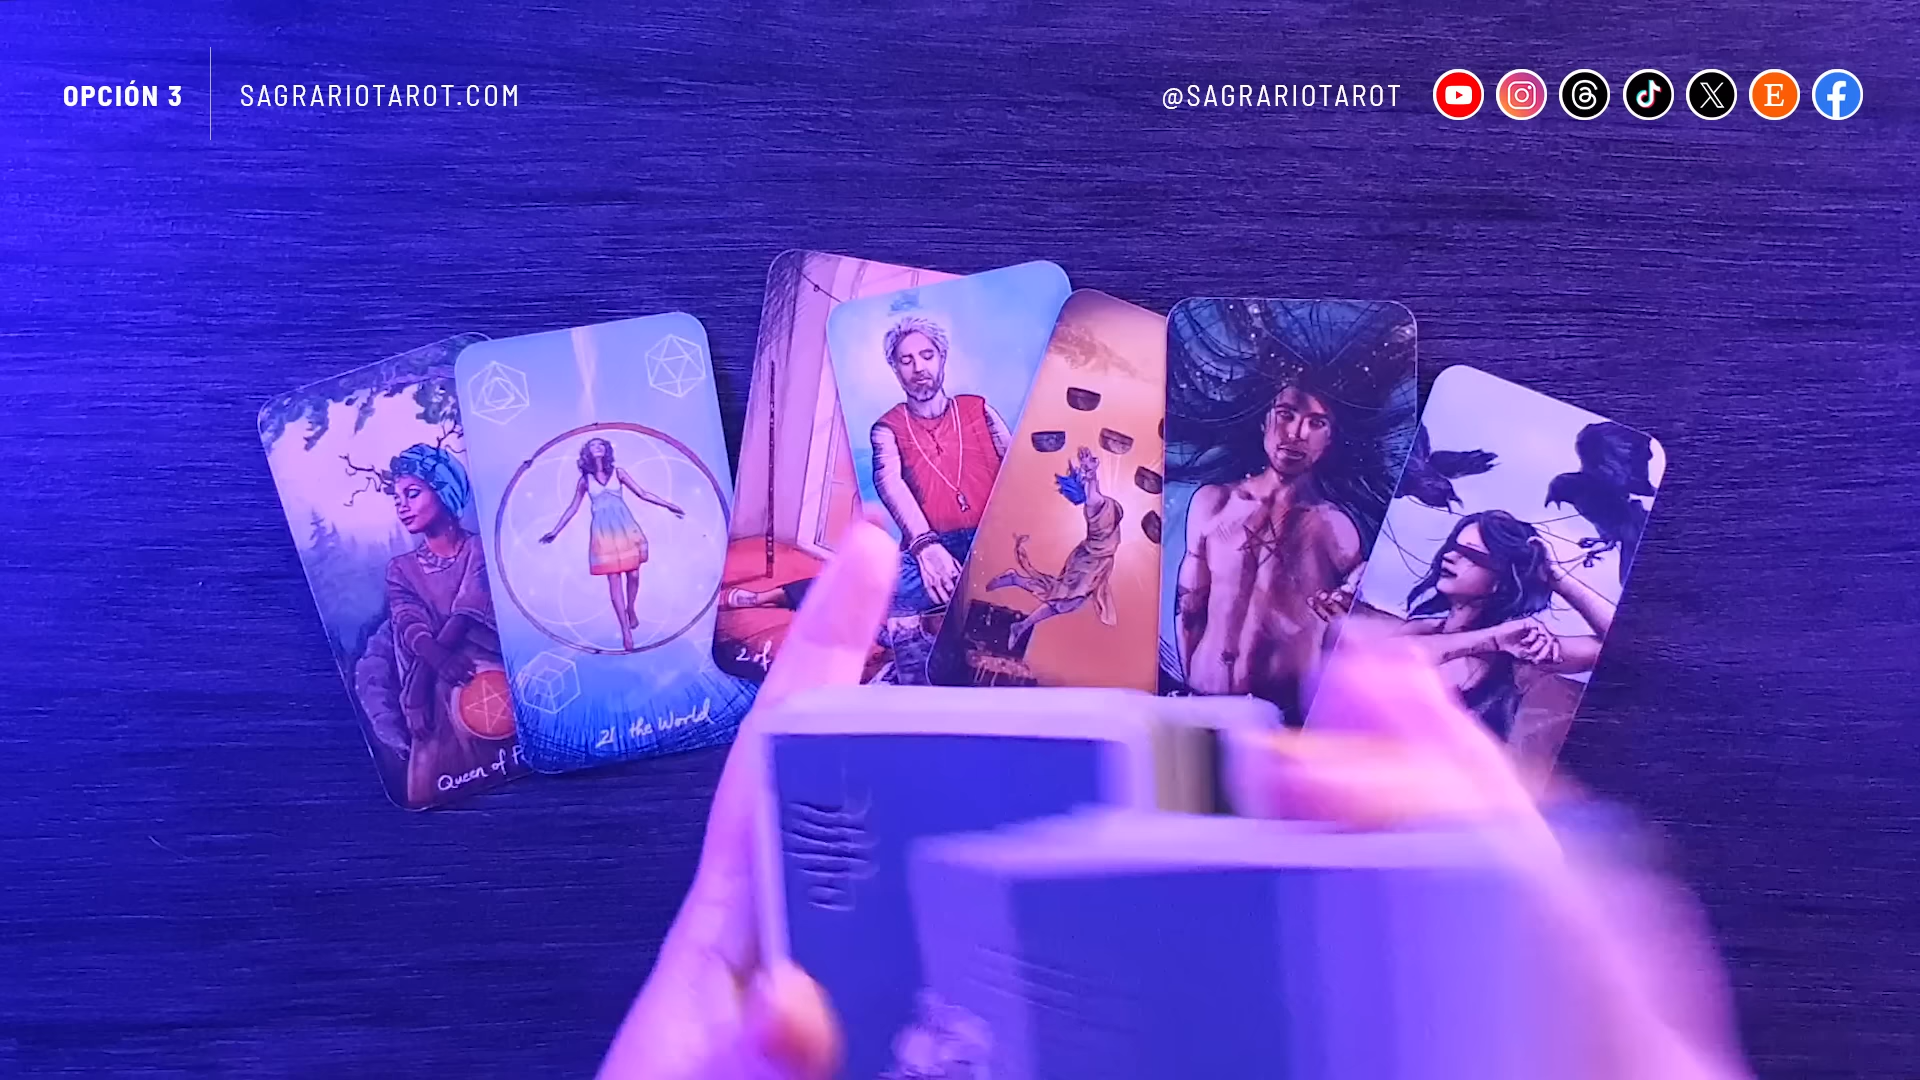 OPCIÓN 3
SAGRARIOTAROT.COM
@SAGRARIOTAROT
E
Queen of
21 the World
2 of